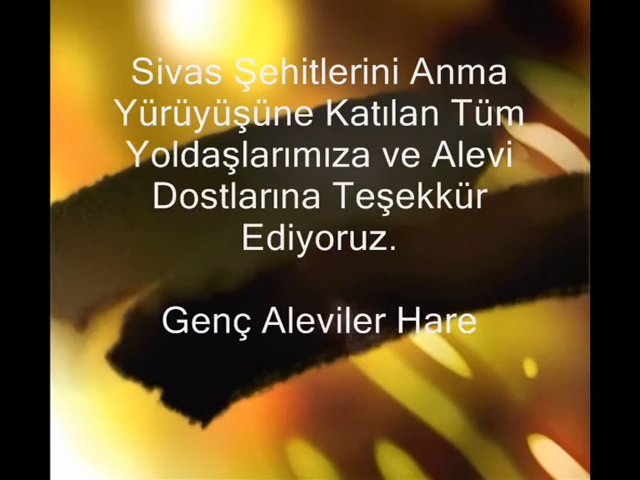 Sivas Şehitlerini Anma
Yürüyüşüne Katılan Tüm
Yoldaşlarımıza ve Alevi
Dostlarına Teşekkür
Ediyoruz.
Genç Aleviler Hare